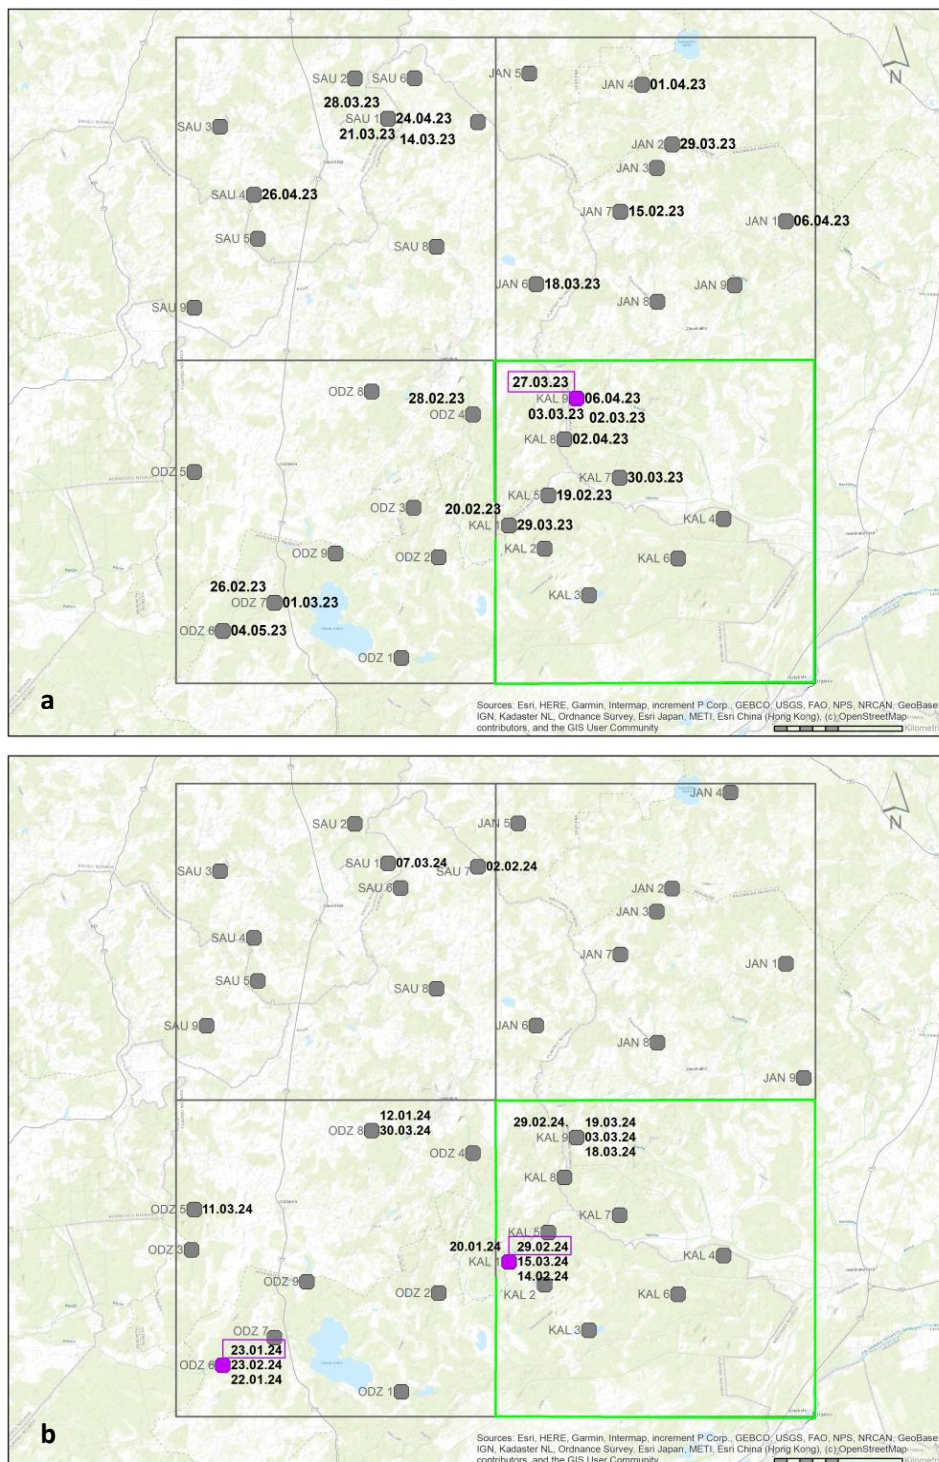 N
JAN 5
SAU 2
SAU 6
JAN 4 01.04.23
28.03.23
SAU 1 24.04.23
21.03.23 14.03.23
SAU 3
JAN 2 29.03.23
JAN 3
SAU 4 26.04.23
JAN 7 15.02.23
JAN 1 06.04.23
SAU 5
SAU 8
JAN 6 18.03.23
JAN 9
JAN 8
SAU 9
27.03.23
ODZ 8
28.02.23
KAL 9 06.04.23
ODZ 4
03.03.23 02.03.23
KAL 8 02.04.23
ODZ 5
KAL 7 30.03.23
KAL 5 19.02.23
ODZ 3
20.02.23
KAL 4
KAL 1 29.03.23
ODZ 9
ODZ 2
KAL 2
KAL 6
26.02.23
KAL 3
ODZ 7 01.03.23
ODZ 6 04.05.23
ODZ 1
a
Sources: Esri, HERE, Garmin, Intermap, increment P Corp., GEBCO, USGS, FAO, NPS, NRCAN, GeoBase,
IGN, Kadaster NL, Ordnance Survey, Esri Japan, METI, Esri China (Hong Kong), (c) OpenStreetMap
contributors, and the GIS User Community
N
JAN 4
SAU 2
JAN 5
SAU 1 07.03.24
SAU 7 02.02.24
SAU 3
SAU 6
JAN 2
JAN 3
SAU 4
JAN 7
JAN 1
SAU 5
SAU 8
SAU 9
JAN 6
JAN 8
JAN 9
12.01.24
ODZ 8 30.03.24
29.02.24. 19.03.24
KAL 9 03.03.24
18.03.24
ODZ 4
KAL 8
ODZ 5 11.03.24
KAL 7
KAL 5
ODZ 3
20.01.24 29.02.24
KAL 4
KAL 1 15.03.24
14.02.24
ODZ 9
ODZ 2
KAL 2
KAL 6
KAL 3
ODZ 7
23.01.24
ODZ 6 23.02.24
22.01.24
ODZ 1
b
Sources: Esri, HERE, Garmin, Intermap, increment P Corp., GEBCO, USGS, FAO, NPS, NRCAN, GeoBase,
IGN, Kadaster NL, Ordnance Survey, Esri Japan, METI, Esri China (Hong Kong), (c) OpenStreetMap
contributors, and the GIS User Community